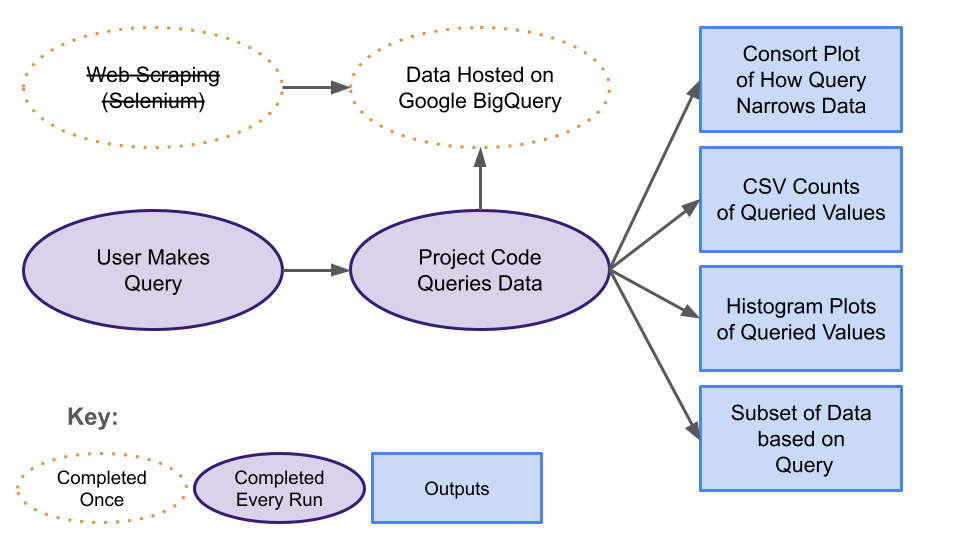 Web Scraping
(Selenium)
Data Hosted on
Google BigQuery
User Makes
Query
Project Code
Queries Data
Consort Plot
of How Query
Narrows Data
CSV Counts
of Queried Values
Histogram Plots
of Queried Values
Subset of Data
based on
Query
Key:
Completed
Once
Completed
Every Run
Outputs